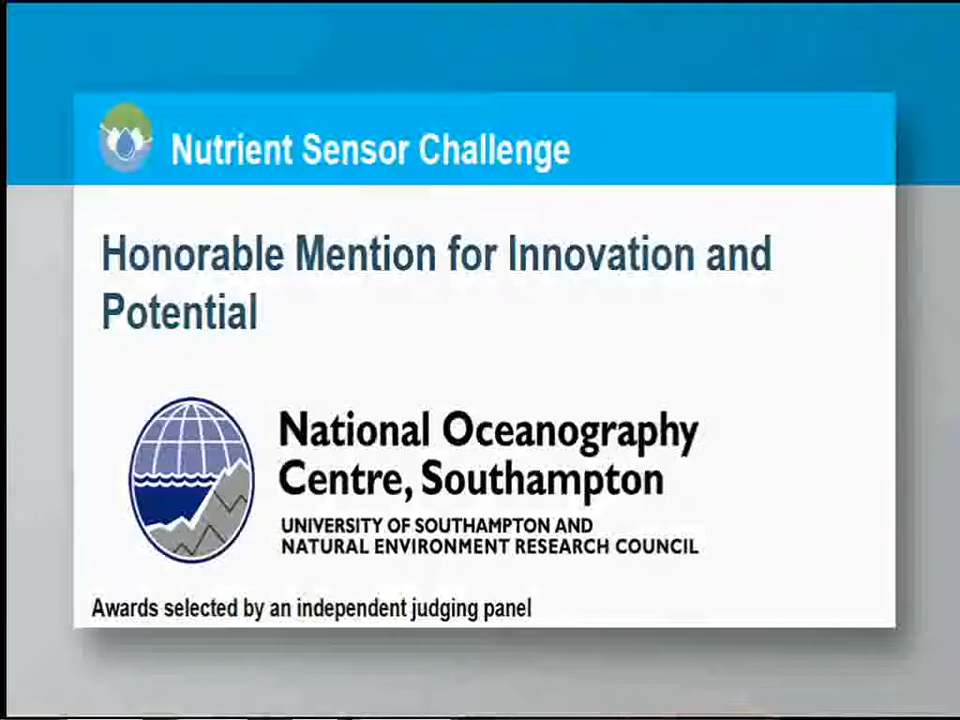 Nutrient Sensor Challenge
Honorable Mention for Innovation and
Potential
National Oceanography
Centre, Southampton
UNIVERSITY OF SOUTHAMPTON AND
NATURAL ENVIRONMENT RESEARCH COUNCIL
Awards selected by an independent judging panel